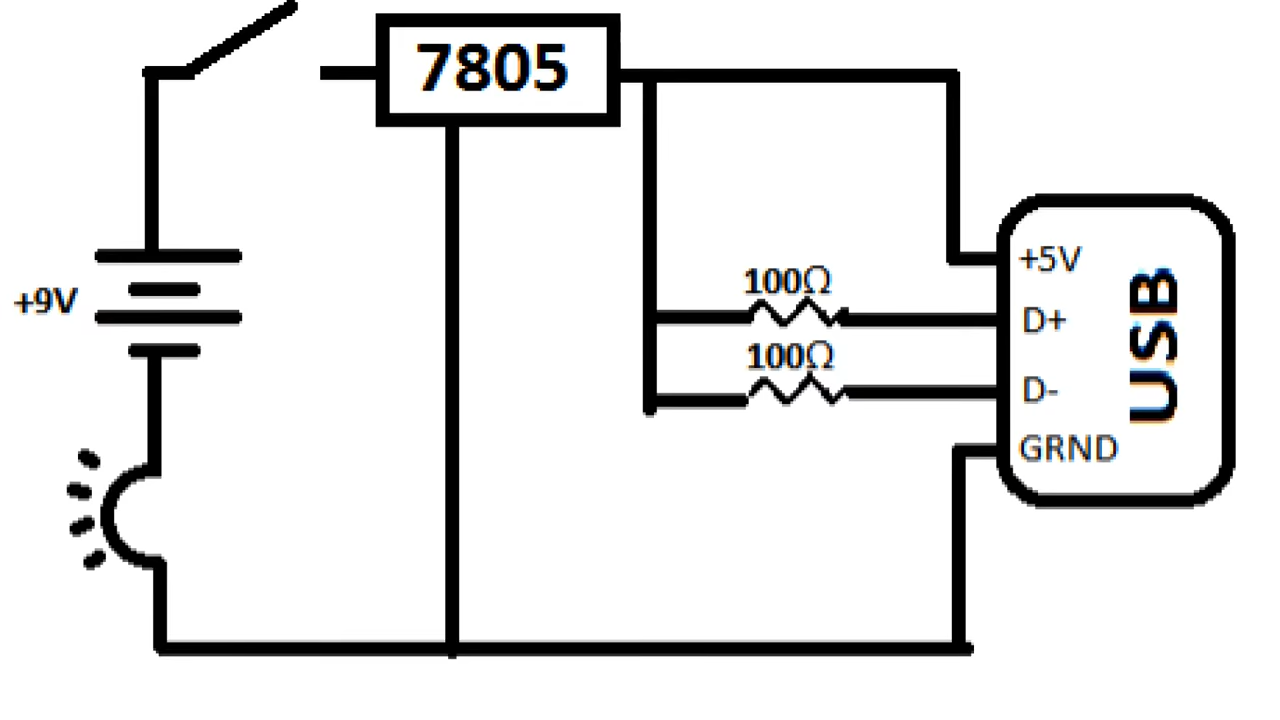 7805
+9V
100Ω
100Ω
+5V
D+
D-
GRND
USB